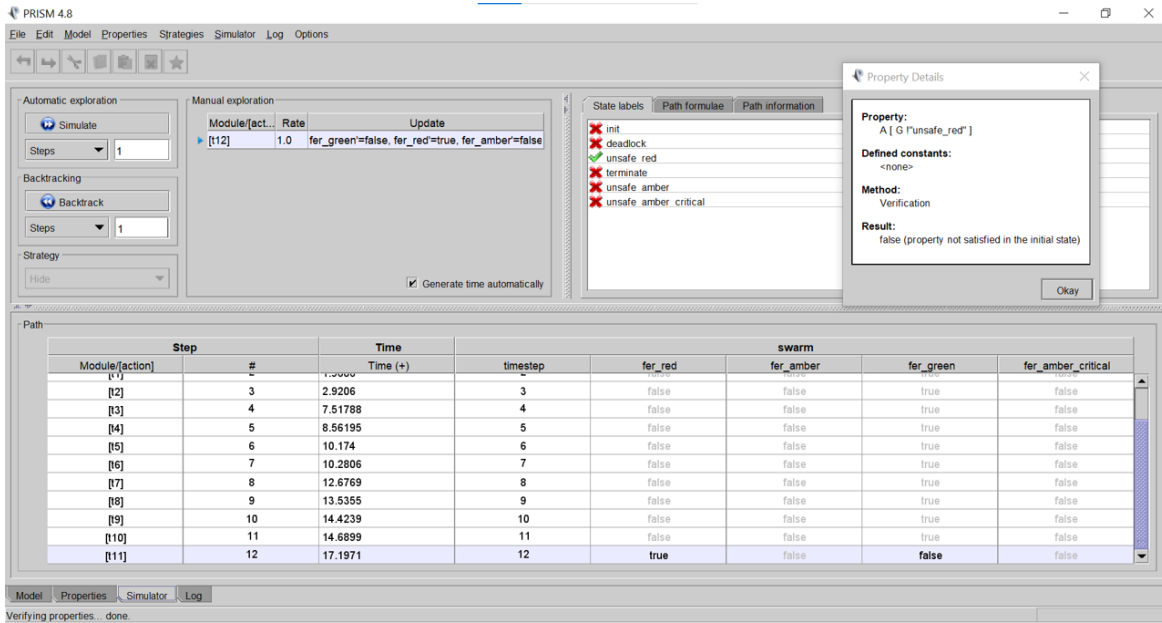 PRISM 4.8
File Edit Model Properties Strategies Simulator Log Options
Property Details
Automatic exploration
Simulate
Steps 1
Backtracking
Backtrack
Steps 1
Strategy
Hide
Manual exploration
Module/[act... Rate Update
[t12] 1.0 fer_green'=false, fer_red'=true, fer_amber'=false
Generate time automatically
State labels Path formulae Path information
init
deadlock
unsafe_red
terminate
unsafe_amber
unsafe_amber_critical
Property:
A [ G !"unsafe_red" ]
Defined constants:
<none>
Method:
Verification
Result:
false (property not satisfied in the initial state)
Okay
Path
Step Time swarm
Module/[action] # Time (+) timestep fer_red fer_amber fer_green fer_amber_critical
[t2] 3 2.9206 3 false false true false
[t3] 4 7.51788 4 false false true false
[t4] 5 8.56195 5 false false true false
[t5] 6 10.174 6 false false true false
[t6] 7 10.2806 7 false false true false
[t7] 8 12.6769 8 false false true false
[t8] 9 13.5355 9 false false true false
[t9] 10 14.4239 10 false false true false
[t10] 11 14.6899 11 false false true false
[t11] 12 17.1971 12 true false false false
Model Properties Simulator Log
Verifying properties... done.